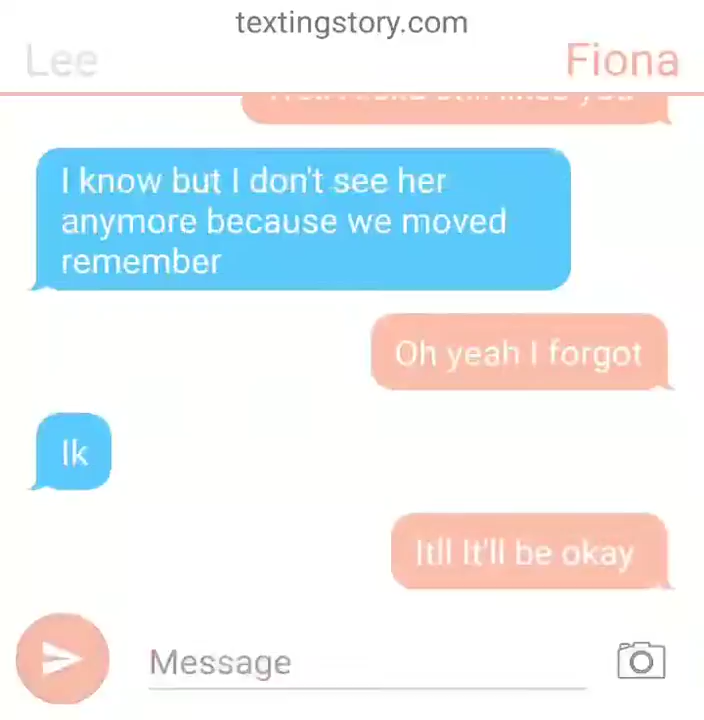 textingstory.com
Lee
Fiona
I know but I don't see her
anymore because we moved
remember
Oh yeah I forgot
Ik
Itll It'll be okay
Message